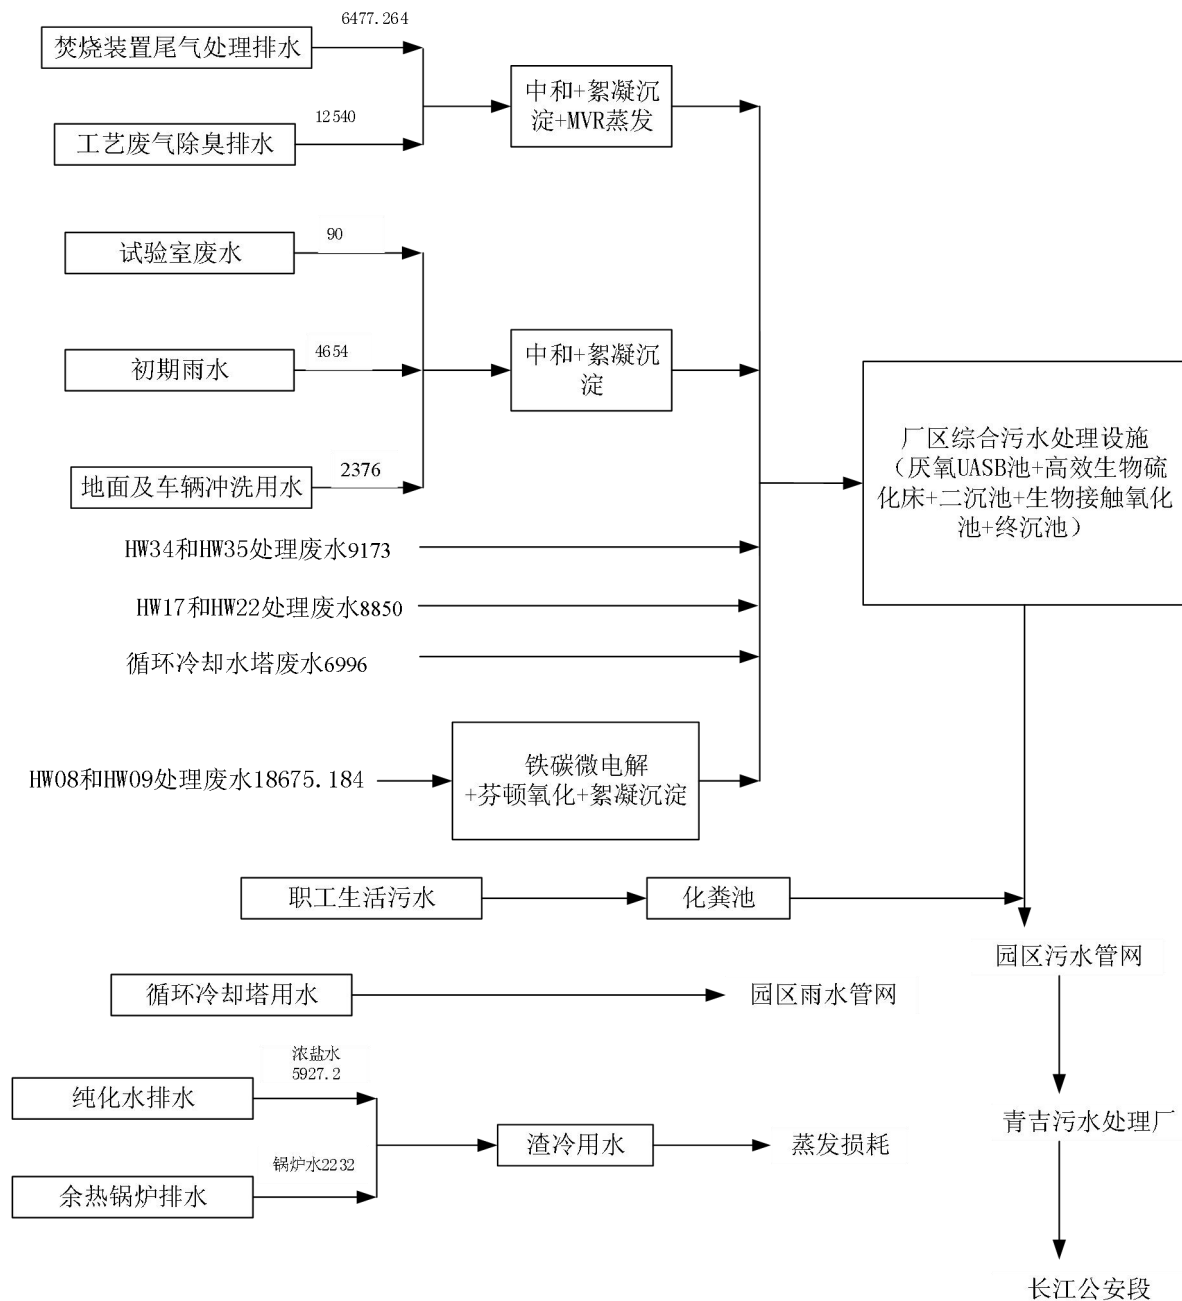 6477.264
焚烧装置尾气处理排水
中和+絮凝沉
淀+MVR蒸发
12540
工艺废气除臭排水
90
试验室废水
4654
初期雨水
中和+絮凝沉
淀
2376
地面及车辆冲洗用水
厂区综合污水处理设施
（厌氧UASB池+高效生物硫
化床+二沉池+生物接触氧化
池+终沉池）
HW34和HW35处理废水9173
HW17和HW22处理废水8850
循环冷却水塔废水6996
HW08和HW09处理废水18675.184
铁碳微电解
+芬顿氧化+絮凝沉淀
职工生活污水
化粪池
园区污水管网
循环冷却塔用水
园区雨水管网
浓盐水
5927.2
纯化水排水
渣冷用水
蒸发损耗
青吉污水处理厂
锅炉水2232
余热锅炉排水
长江公安段